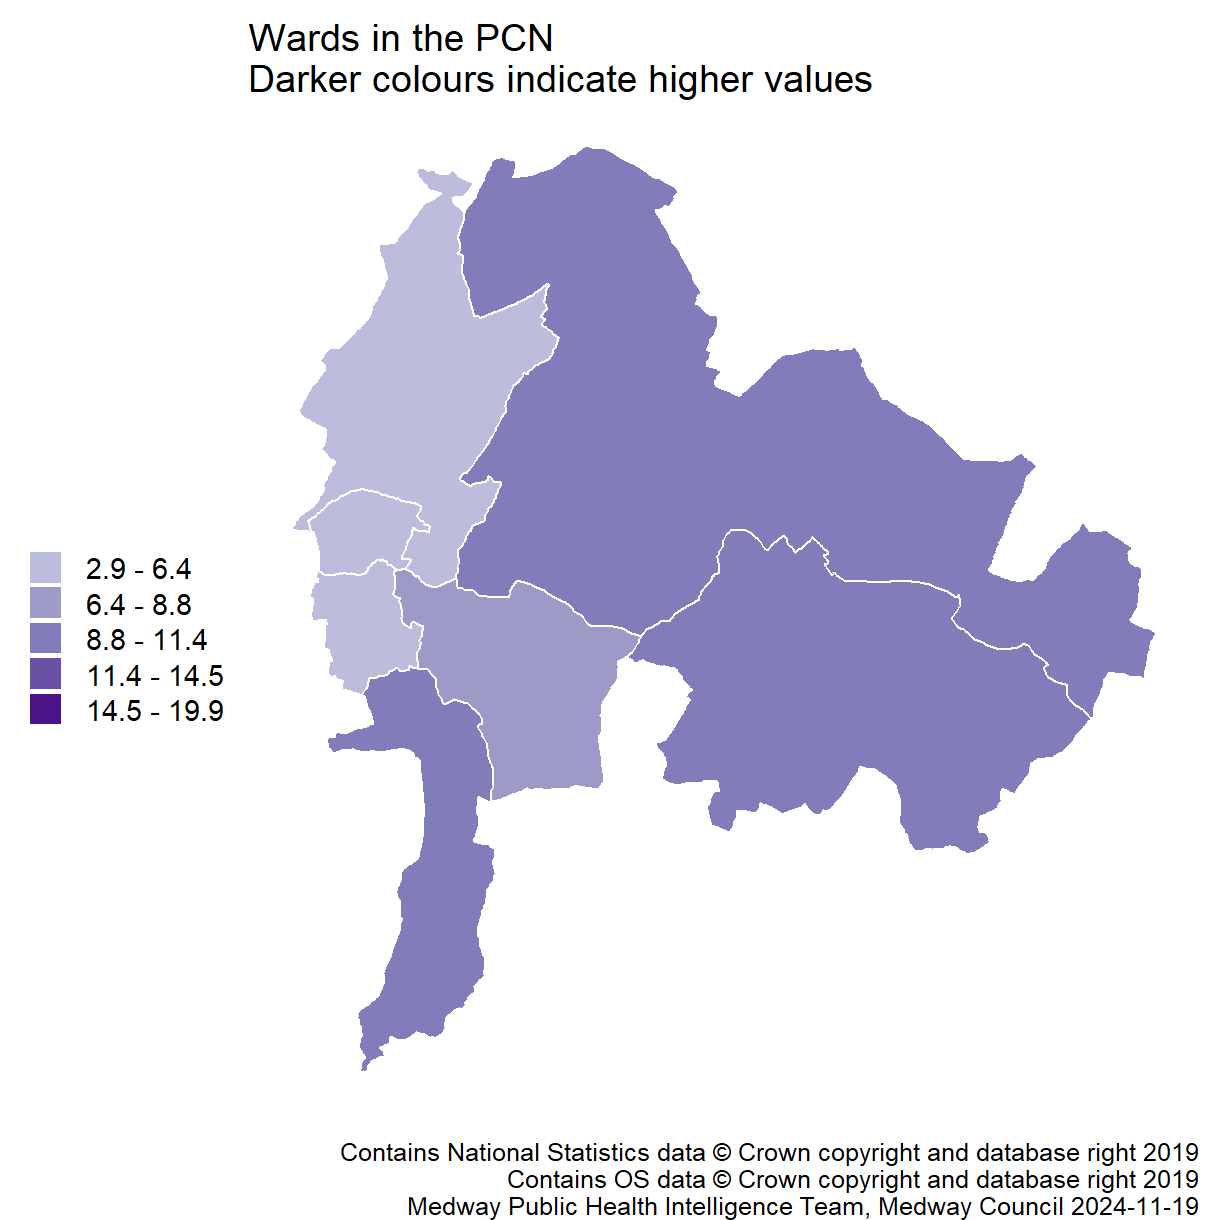 Wards in the PCN
Darker colours indicate higher values
2.9 - 6.4
6.4 - 8.8
8.8 - 11.4
11.4 - 14.5
14.5 - 19.9
Contains National Statistics data © Crown copyright and database right 2019
Contains OS data © Crown copyright and database right 2019
Medway Public Health Intelligence Team, Medway Council 2024-11-19